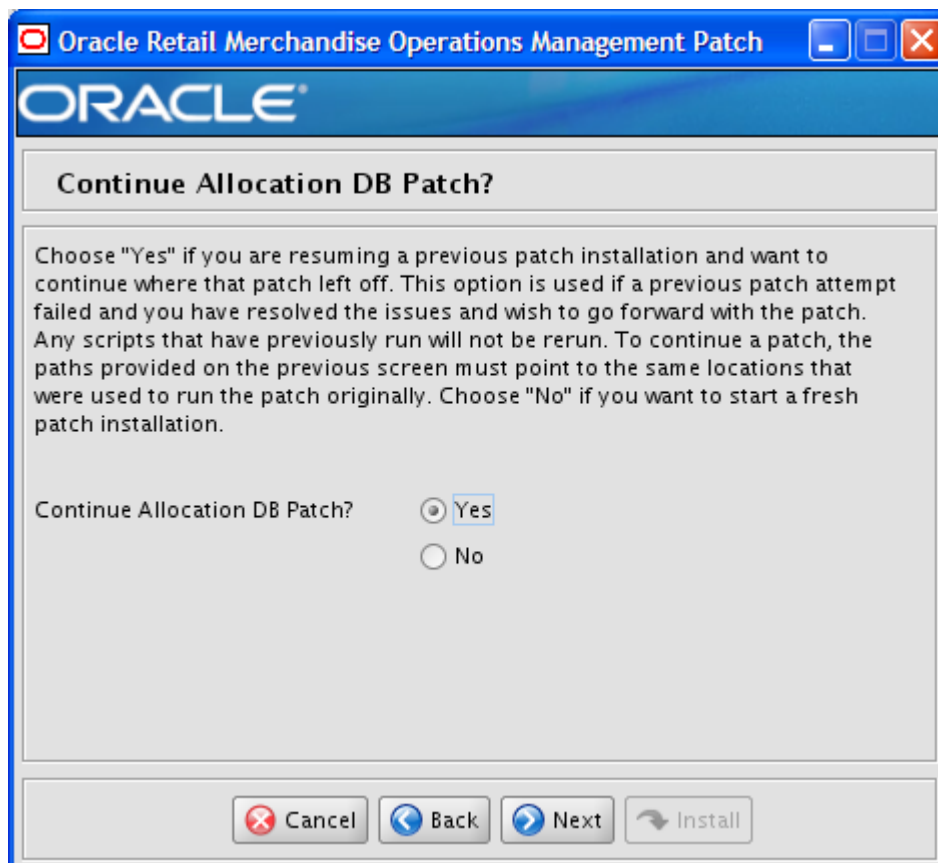 Oracle Retail Merchandise Operations Management Patch
ORACLE®
Continue Allocation DB Patch?
Choose "Yes" if you are resuming a previous patch installation and want to
continue where that patch left off. This option is used if a previous patch attempt
failed and you have resolved the issues and wish to go forward with the patch.
Any scripts that have previously run will not be rerun. To continue a patch, the
paths provided on the previous screen must point to the same locations that
were used to run the patch originally. Choose "No" if you want to start a fresh
patch installation.
Continue Allocation DB Patch?
Yes
No
Cancel
Back
Next
Install